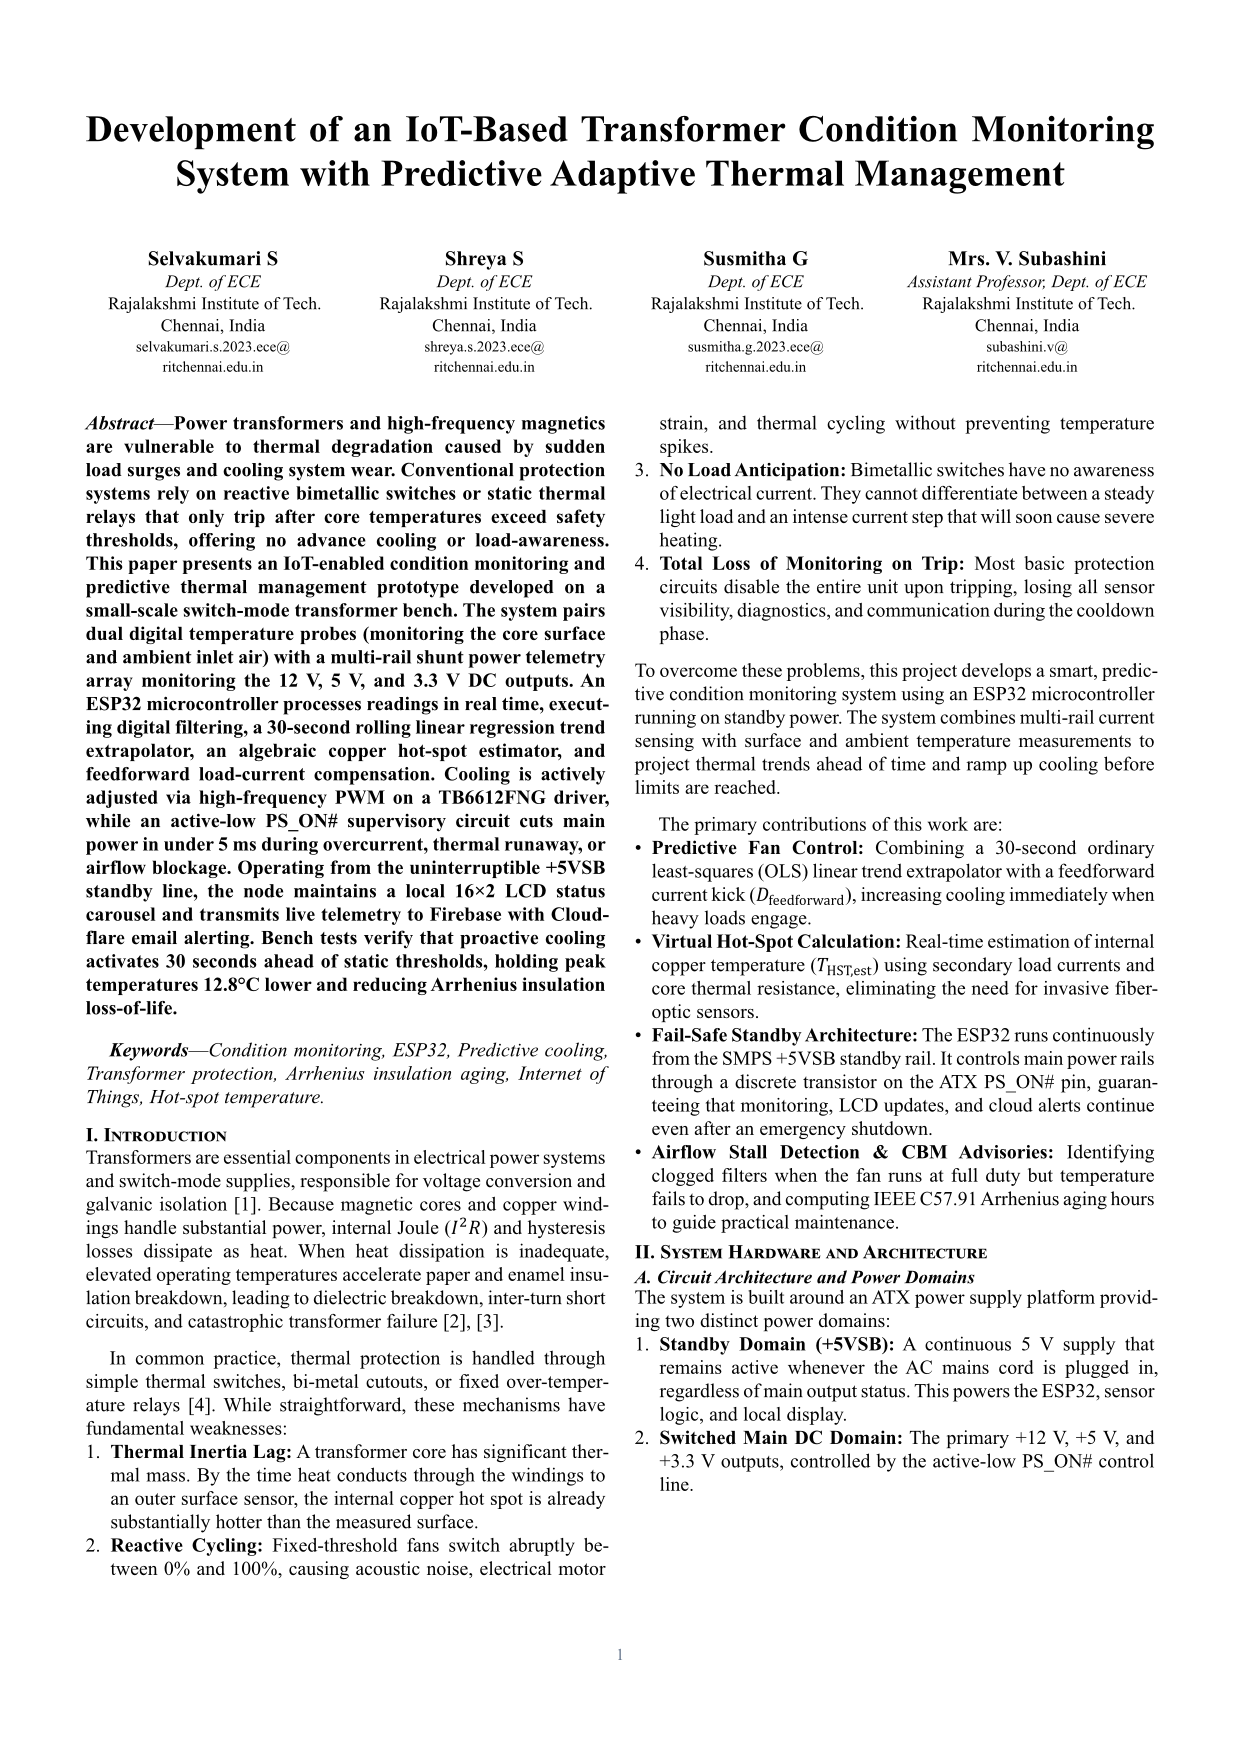 Development of an IoT-Based Transformer Condition Monitoring
System with Predictive Adaptive Thermal Management
Selvakumari S
Dept. of ECE
Rajalakshmi Institute of Tech.
Chennai, India
selvakumari.s.2023.ece@
ritchennai.edu.in
Shreya S
Dept. of ECE
Rajalakshmi Institute of Tech.
Chennai, India
shreya.s.2023.ece@
ritchennai.edu.in
Susmitha G
Dept. of ECE
Rajalakshmi Institute of Tech.
Chennai, India
susmitha.g.2023.ece@
ritchennai.edu.in
Mrs. V. Subashini
Assistant Professor, Dept. of ECE
Rajalakshmi Institute of Tech.
Chennai, India
subashini.v@
ritchennai.edu.in
Abstract—Power transformers and high-frequency magnetics
are vulnerable to thermal degradation caused by sudden
load surges and cooling system wear. Conventional protection
systems rely on reactive bimetallic switches or static thermal
relays that only trip after core temperatures exceed safety
thresholds, offering no advance cooling or load-awareness.
This paper presents an IoT-enabled condition monitoring and
predictive thermal management prototype developed on a
small-scale switch-mode transformer bench. The system pairs
dual digital temperature probes (monitoring the core surface
and ambient inlet air) with a multi-rail shunt power telemetry
array monitoring the 12 V, 5 V, and 3.3 V DC outputs. An
ESP32 microcontroller processes readings in real time, execut-
ing digital filtering, a 30-second rolling linear regression trend
extrapolator, an algebraic copper hot-spot estimator, and
feedforward load-current compensation. Cooling is actively
adjusted via high-frequency PWM on a TB6612FNG driver,
while an active-low PS_ON# supervisory circuit cuts main
power in under 5 ms during overcurrent, thermal runaway, or
airflow blockage. Operating from the uninterruptible +5VSB
standby line, the node maintains a local 16×2 LCD status
carousel and transmits live telemetry to Firebase with Cloud-
flare email alerting. Bench tests verify that proactive cooling
activates 30 seconds ahead of static thresholds, holding peak
temperatures 12.8°C lower and reducing Arrhenius insulation
loss-of-life.
Keywords—Condition monitoring, ESP32, Predictive cooling,
Transformer protection, Arrhenius insulation aging, Internet of
Things, Hot-spot temperature.
I. Introduction
Transformers are essential components in electrical power systems
and switch-mode supplies, responsible for voltage conversion and
galvanic isolation [1]. Because magnetic cores and copper wind-
ings handle substantial power, internal Joule (I²R) and hysteresis
losses dissipate as heat. When heat dissipation is inadequate,
elevated operating temperatures accelerate paper and enamel insu-
lation breakdown, leading to dielectric breakdown, inter-turn short
circuits, and catastrophic transformer failure [2], [3].
In common practice, thermal protection is handled through
simple thermal switches, bi-metal cutouts, or fixed over-temper-
ature relays [4]. While straightforward, these mechanisms have
fundamental weaknesses:
1. Thermal Inertia Lag: A transformer core has significant ther-
mal mass. By the time heat conducts through the windings to
an outer surface sensor, the internal copper hot spot is already
substantially hotter than the measured surface.
2. Reactive Cycling: Fixed-threshold fans switch abruptly be-
tween 0% and 100%, causing acoustic noise, electrical motor
strain, and thermal cycling without preventing temperature
spikes.
3. No Load Anticipation: Bimetallic switches have no awareness
of electrical current. They cannot differentiate between a steady
light load and an intense current step that will soon cause severe
heating.
4. Total Loss of Monitoring on Trip: Most basic protection
circuits disable the entire unit upon tripping, losing all sensor
visibility, diagnostics, and communication during the cooldown
phase.
To overcome these problems, this project develops a smart, predic-
tive condition monitoring system using an ESP32 microcontroller
running on standby power. The system combines multi-rail current
sensing with surface and ambient temperature measurements to
project thermal trends ahead of time and ramp up cooling before
limits are reached.
The primary contributions of this work are:
• Predictive Fan Control: Combining a 30-second ordinary
least-squares (OLS) linear trend extrapolator with a feedforward
current kick (Dfeedforward), increasing cooling immediately when
heavy loads engage.
• Virtual Hot-Spot Calculation: Real-time estimation of internal
copper temperature (THST,est) using secondary load currents and
core thermal resistance, eliminating the need for invasive fiber-
optic sensors.
• Fail-Safe Standby Architecture: The ESP32 runs continuously
from the SMPS +5VSB standby rail. It controls main power rails
through a discrete transistor on the ATX PS_ON# pin, guaran-
teeing that monitoring, LCD updates, and cloud alerts continue
even after an emergency shutdown.
• Airflow Stall Detection & CBM Advisories: Identifying
clogged filters when the fan runs at full duty but temperature
fails to drop, and computing IEEE C57.91 Arrhenius aging hours
to guide practical maintenance.
II. System Hardware and Architecture
A. Circuit Architecture and Power Domains
The system is built around an ATX power supply platform provid-
ing two distinct power domains:
1. Standby Domain (+5VSB): A continuous 5 V supply that
remains active whenever the AC mains cord is plugged in,
regardless of main output status. This powers the ESP32, sensor
logic, and local display.
2. Switched Main DC Domain: The primary +12 V, +5 V, and
+3.3 V outputs, controlled by the active-low PS_ON# control
line.
1